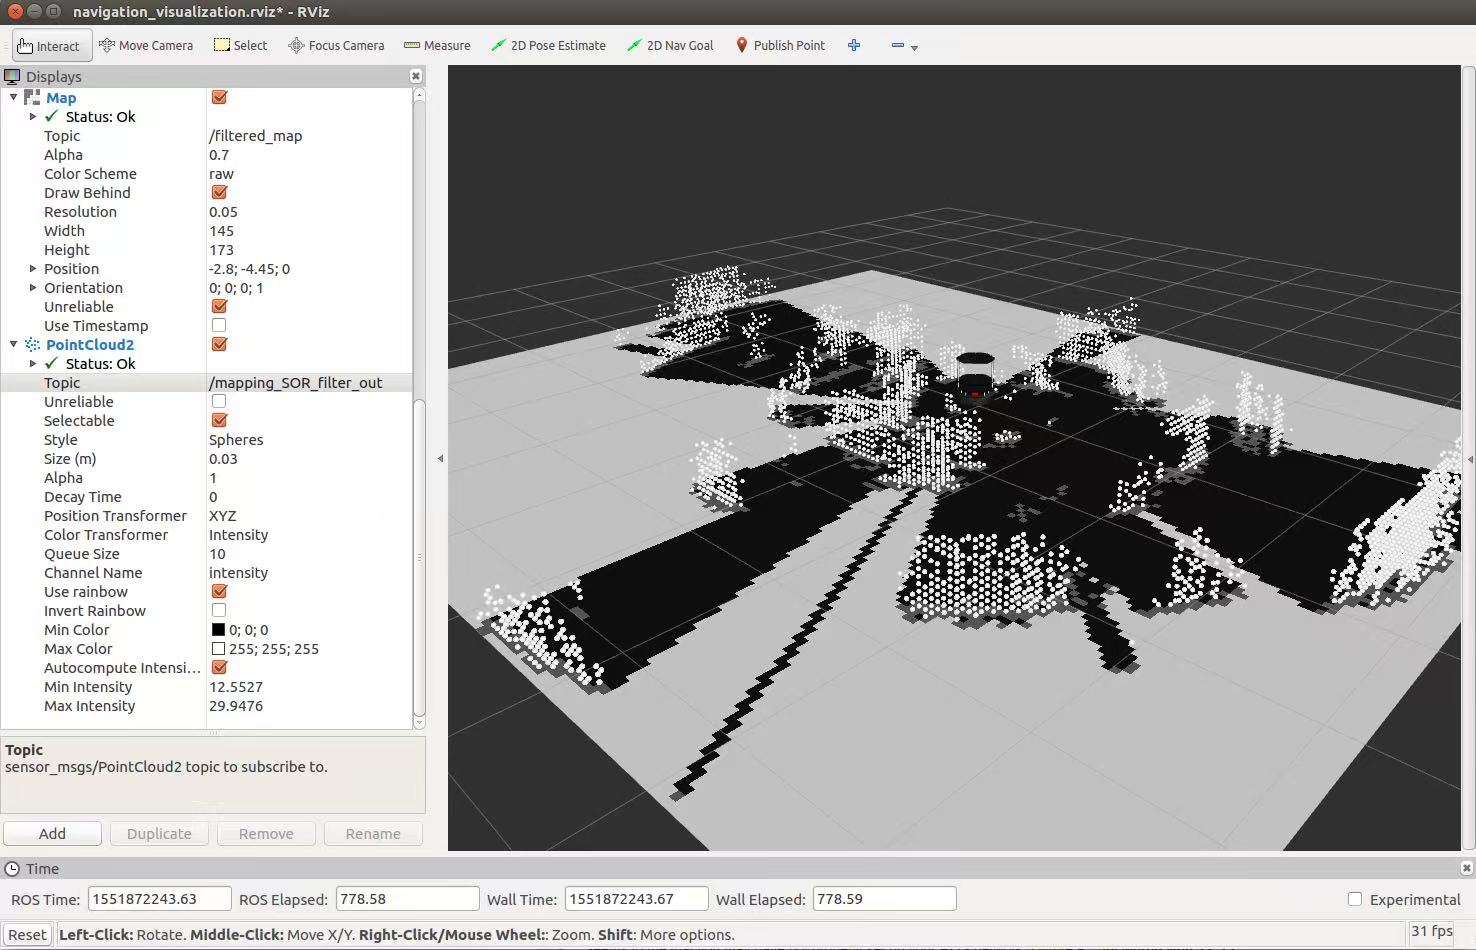 navigation_visualization.rviz* - RViz
Interact Move Camera Select Focus Camera Measure 2D Pose Estimate 2D Nav Goal Publish Point
Displays
Map
Status: Ok
Topic /filtered_map
Alpha 0.7
Color Scheme raw
Draw Behind
Resolution 0.05
Width 145
Height 173
Position -2.8; -4.45; 0
Orientation 0; 0; 0; 1
Unreliable
Use Timestamp
PointCloud2
Status: Ok
Topic /mapping_SOR_filter_out
Unreliable
Selectable
Style Spheres
Size (m) 0.03
Alpha 1
Decay Time 0
Position Transformer XYZ
Color Transformer Intensity
Queue Size 10
Channel Name intensity
Use rainbow
Invert Rainbow
Min Color 0; 0; 0
Max Color 255; 255; 255
Autocompute Intensi...
Min Intensity 12.5527
Max Intensity 29.9476
Topic
sensor_msgs/PointCloud2 topic to subscribe to.
Add Duplicate Remove Rename
Time
ROS Time: 1551872243.63 ROS Elapsed: 778.58 Wall Time: 1551872243.67 Wall Elapsed: 778.59 Experimental
Reset Left-Click: Rotate. Middle-Click: Move X/Y. Right-Click/Mouse Wheel:: Zoom. Shift: More options. 31 fps